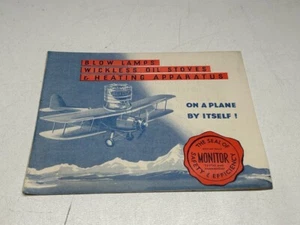 BLOW LAMPS
WICKLESS OIL STOVES
& HEATING APPARATUS
ON A PLANE
BY ITSELF!
THE SEAL OF
MONITOR
SAFETY & EFFICIENCY